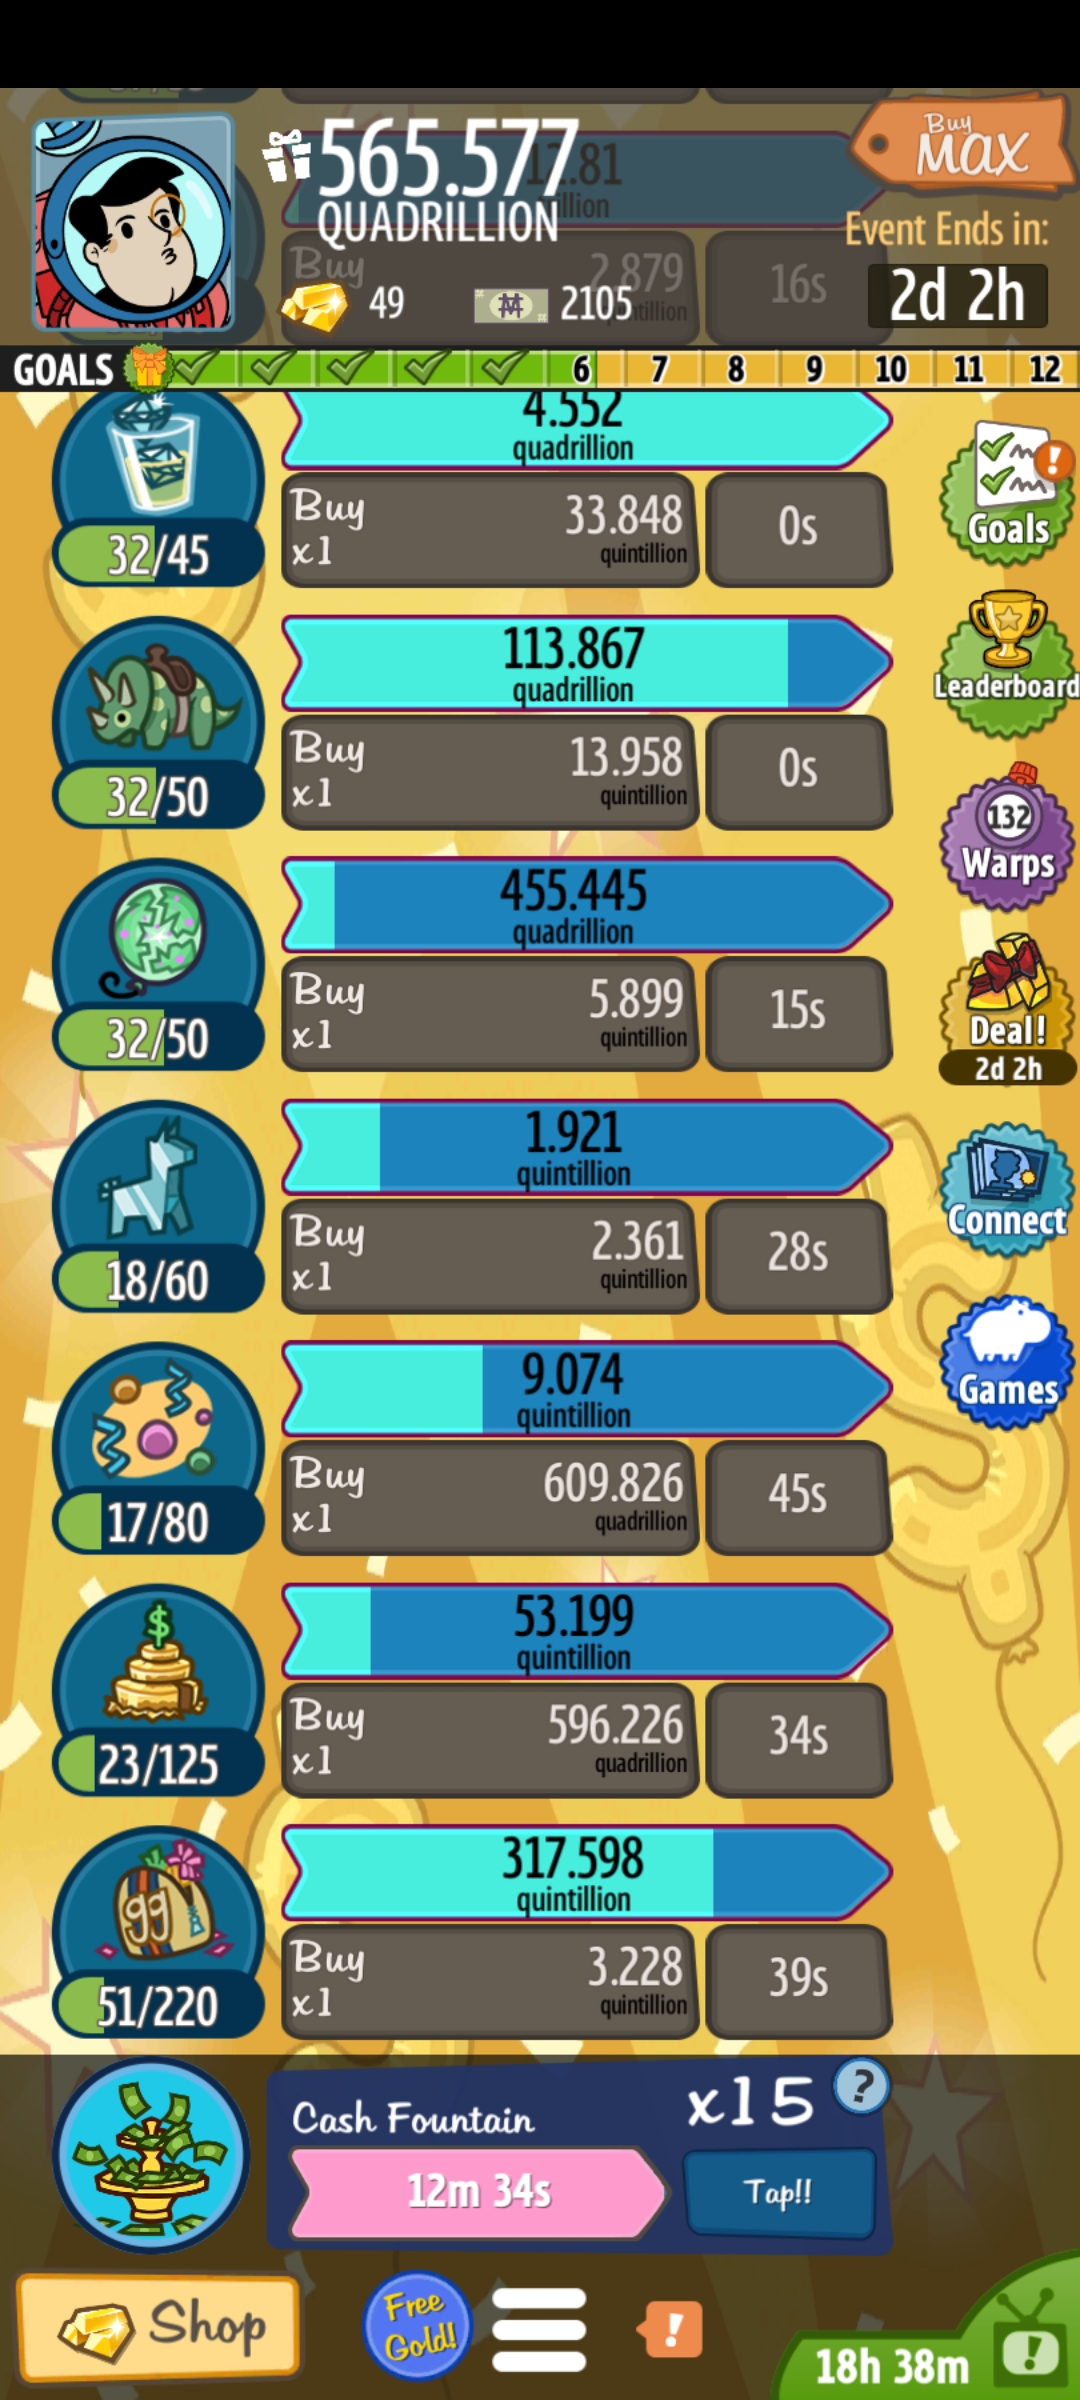 12.81
565.577
QUADRILLION
Buy
MAX
Event Ends in:
2d 2h
Buy
2.879
16s
49
2105
GOALS 6 7 8 9 10 11 12
4.552
quadrillion
32/45
Buy
x1
33.848
quintillion
0s
Goals
113.867
quadrillion
32/50
Buy
x1
13.958
quintillion
0s
Leaderboard
132
Warps
455.445
quadrillion
32/50
Buy
x1
5.899
quintillion
15s
Deal!
2d 2h
1.921
quintillion
18/60
Buy
x1
2.361
quintillion
28s
Connect
9.074
quintillion
17/80
Buy
x1
609.826
quadrillion
45s
Games
$
53.199
quintillion
23/125
Buy
x1
596.226
quadrillion
34s
99
317.598
quintillion
51/220
Buy
x1
3.228
quintillion
39s
Cash Fountain
x15
?
12m 34s
Tap!!
Shop
Free
Gold!
!
18h 38m
!